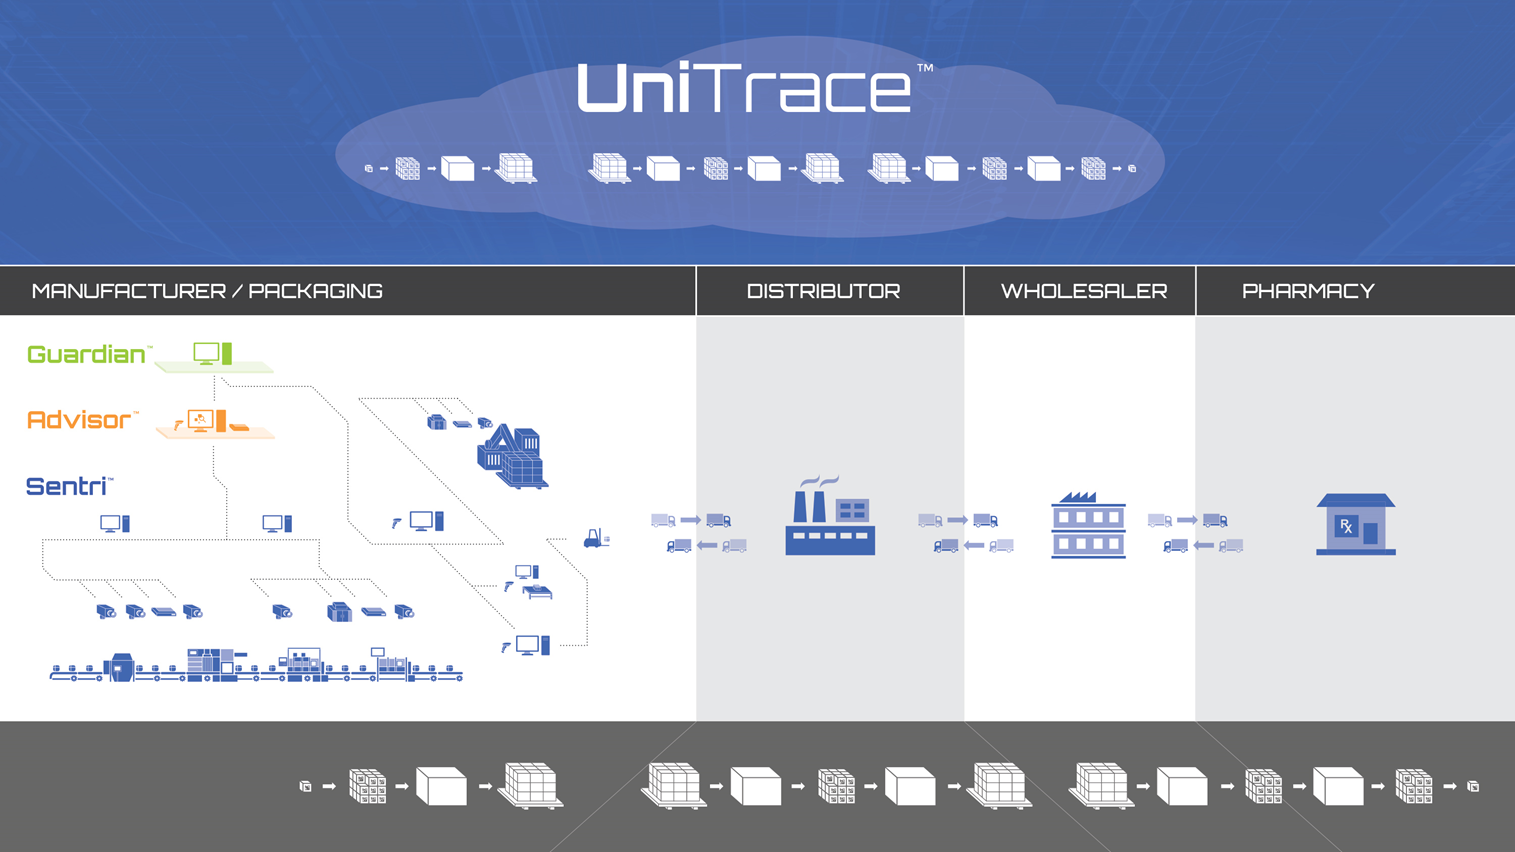 UniTrace™
MANUFACTURER / PACKAGING
DISTRIBUTOR
WHOLESALER
PHARMACY
Guardian™
Advisor™
Sentri™
Rx